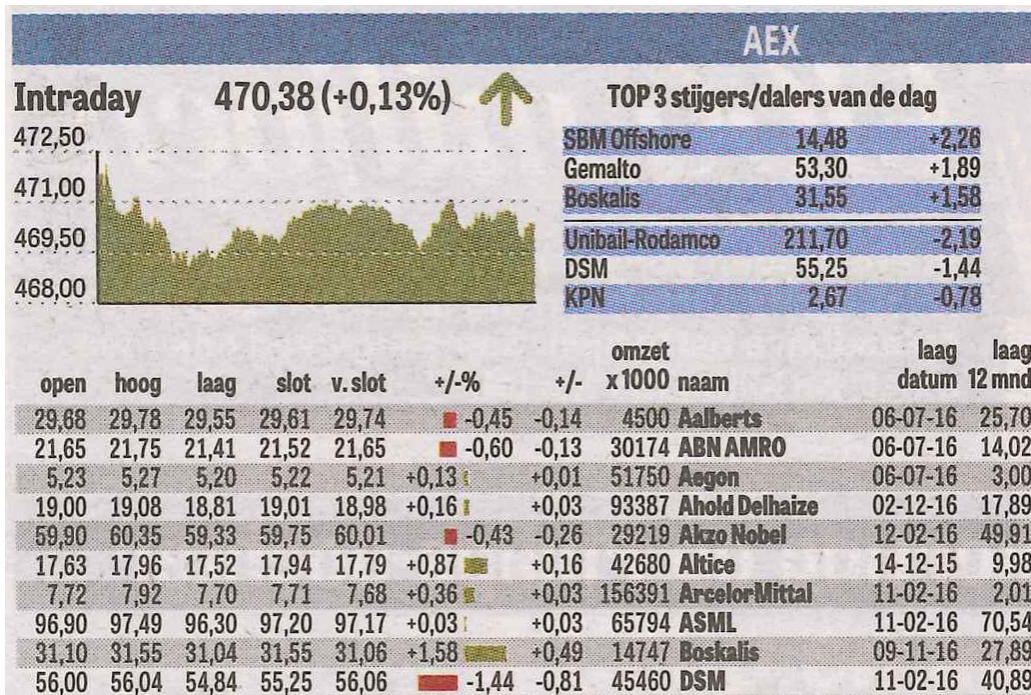 AEX
Intraday 470,38 (+0,13%)
472,50
471,00
469,50
468,00
TOP 3 stijgers/dalers van de dag
SBM Offshore 14,48 +2,26
Gemalto 53,30 +1,89
Boskalis 31,55 +1,58
Unibail-Rodamco 211,70 -2,19
DSM 55,25 -1,44
KPN 2,67 -0,78
omzet laag laag
open hoog laag slot v. slot +/-% +/- x 1000 naam datum 12 mnd
29,68 29,78 29,55 29,61 29,74 -0,45 -0,14 4500 Aalberts 06-07-16 25,70
21,65 21,75 21,41 21,52 21,65 -0,60 -0,13 30174 ABN AMRO 06-07-16 14,02
5,23 5,27 5,20 5,22 5,21 +0,13 +0,01 51750 Aegon 06-07-16 3,00
19,00 19,08 18,81 19,01 18,98 +0,16 +0,03 93387 Ahold Delhaize 02-12-16 17,89
59,90 60,35 59,33 59,75 60,01 -0,43 -0,26 29219 Akzo Nobel 12-02-16 49,91
17,63 17,96 17,52 17,94 17,79 +0,87 +0,16 42680 Altice 14-12-15 9,98
7,72 7,92 7,70 7,71 7,68 +0,36 +0,03 156391 ArcelorMittal 11-02-16 2,01
96,90 97,49 96,30 97,20 97,17 +0,03 +0,03 65794 ASML 11-02-16 70,54
31,10 31,55 31,04 31,55 31,06 +1,58 +0,49 14747 Boskalis 09-11-16 27,89
56,00 56,04 54,84 55,25 56,06 -1,44 -0,81 45460 DSM 11-02-16 40,89